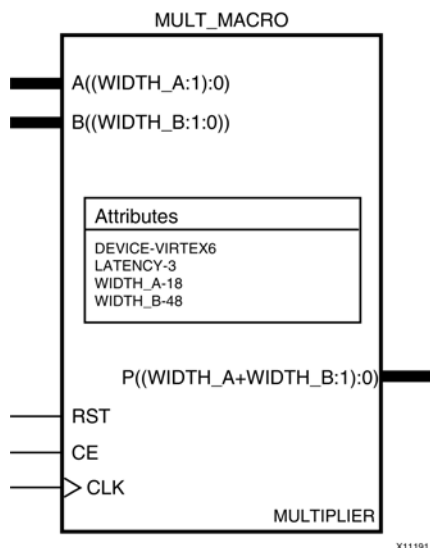 MULT_MACRO
A((WIDTH_A:1):0)
B((WIDTH_B:1:0))
Attributes
DEVICE-VIRTEX6
LATENCY-3
WIDTH_A-18
WIDTH_B-48
P((WIDTH_A+WIDTH_B:1):0)
RST
CE
CLK
MULTIPLIER
X11191